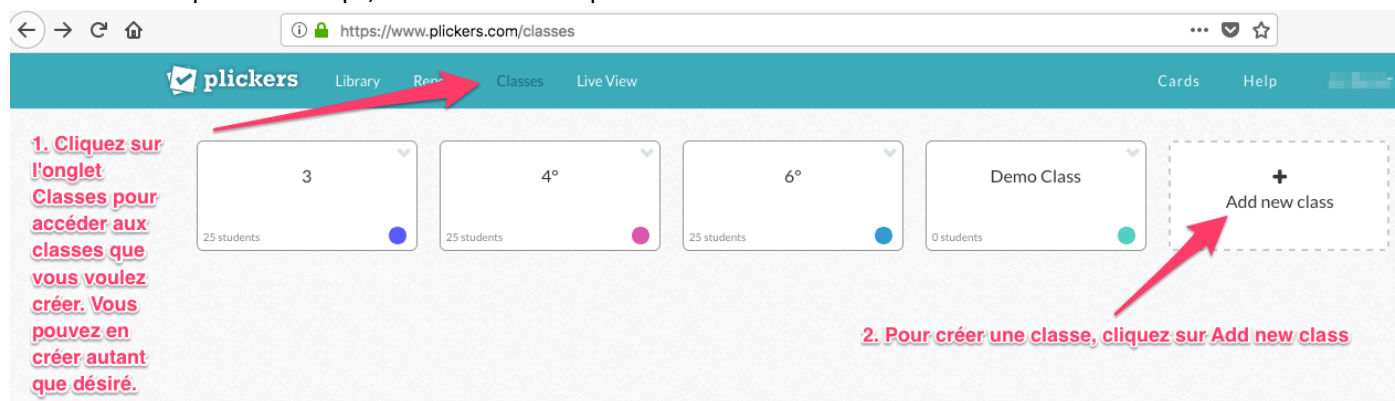 https://www.plickers.com/classes
plickers Library Classes Live View Cards Help
1. Cliquez sur
l'onglet
Classes pour
accéder aux
classes que
vous voulez
créer. Vous
pouvez en
créer autant
que désiré.
3
25 students
4°
25 students
6°
25 students
Demo Class
0 students
+
Add new class
2. Pour créer une classe, cliquez sur Add new class